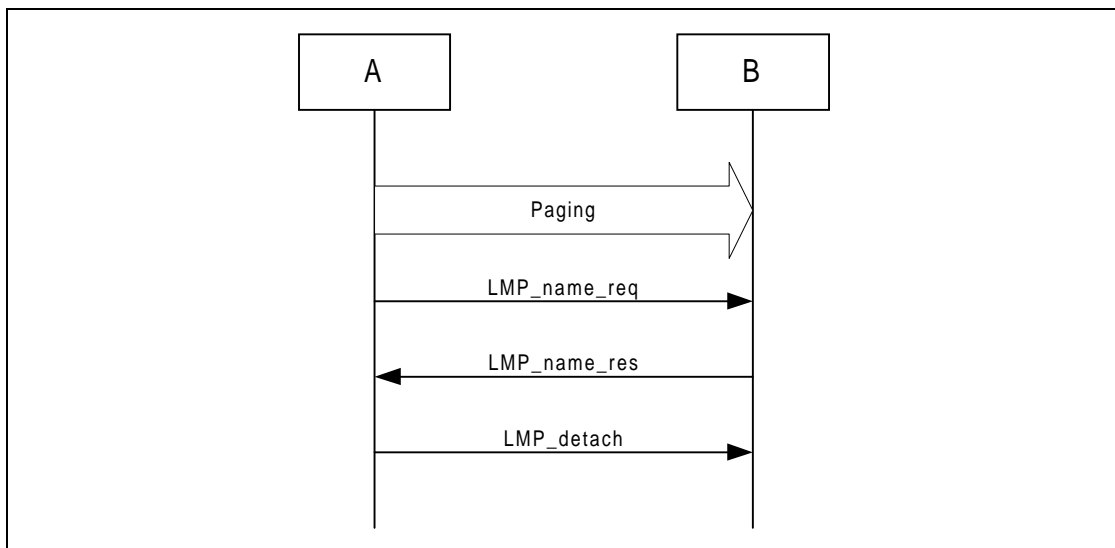 A
B
Paging
LMP_name_req
LMP_name_res
LMP_detach